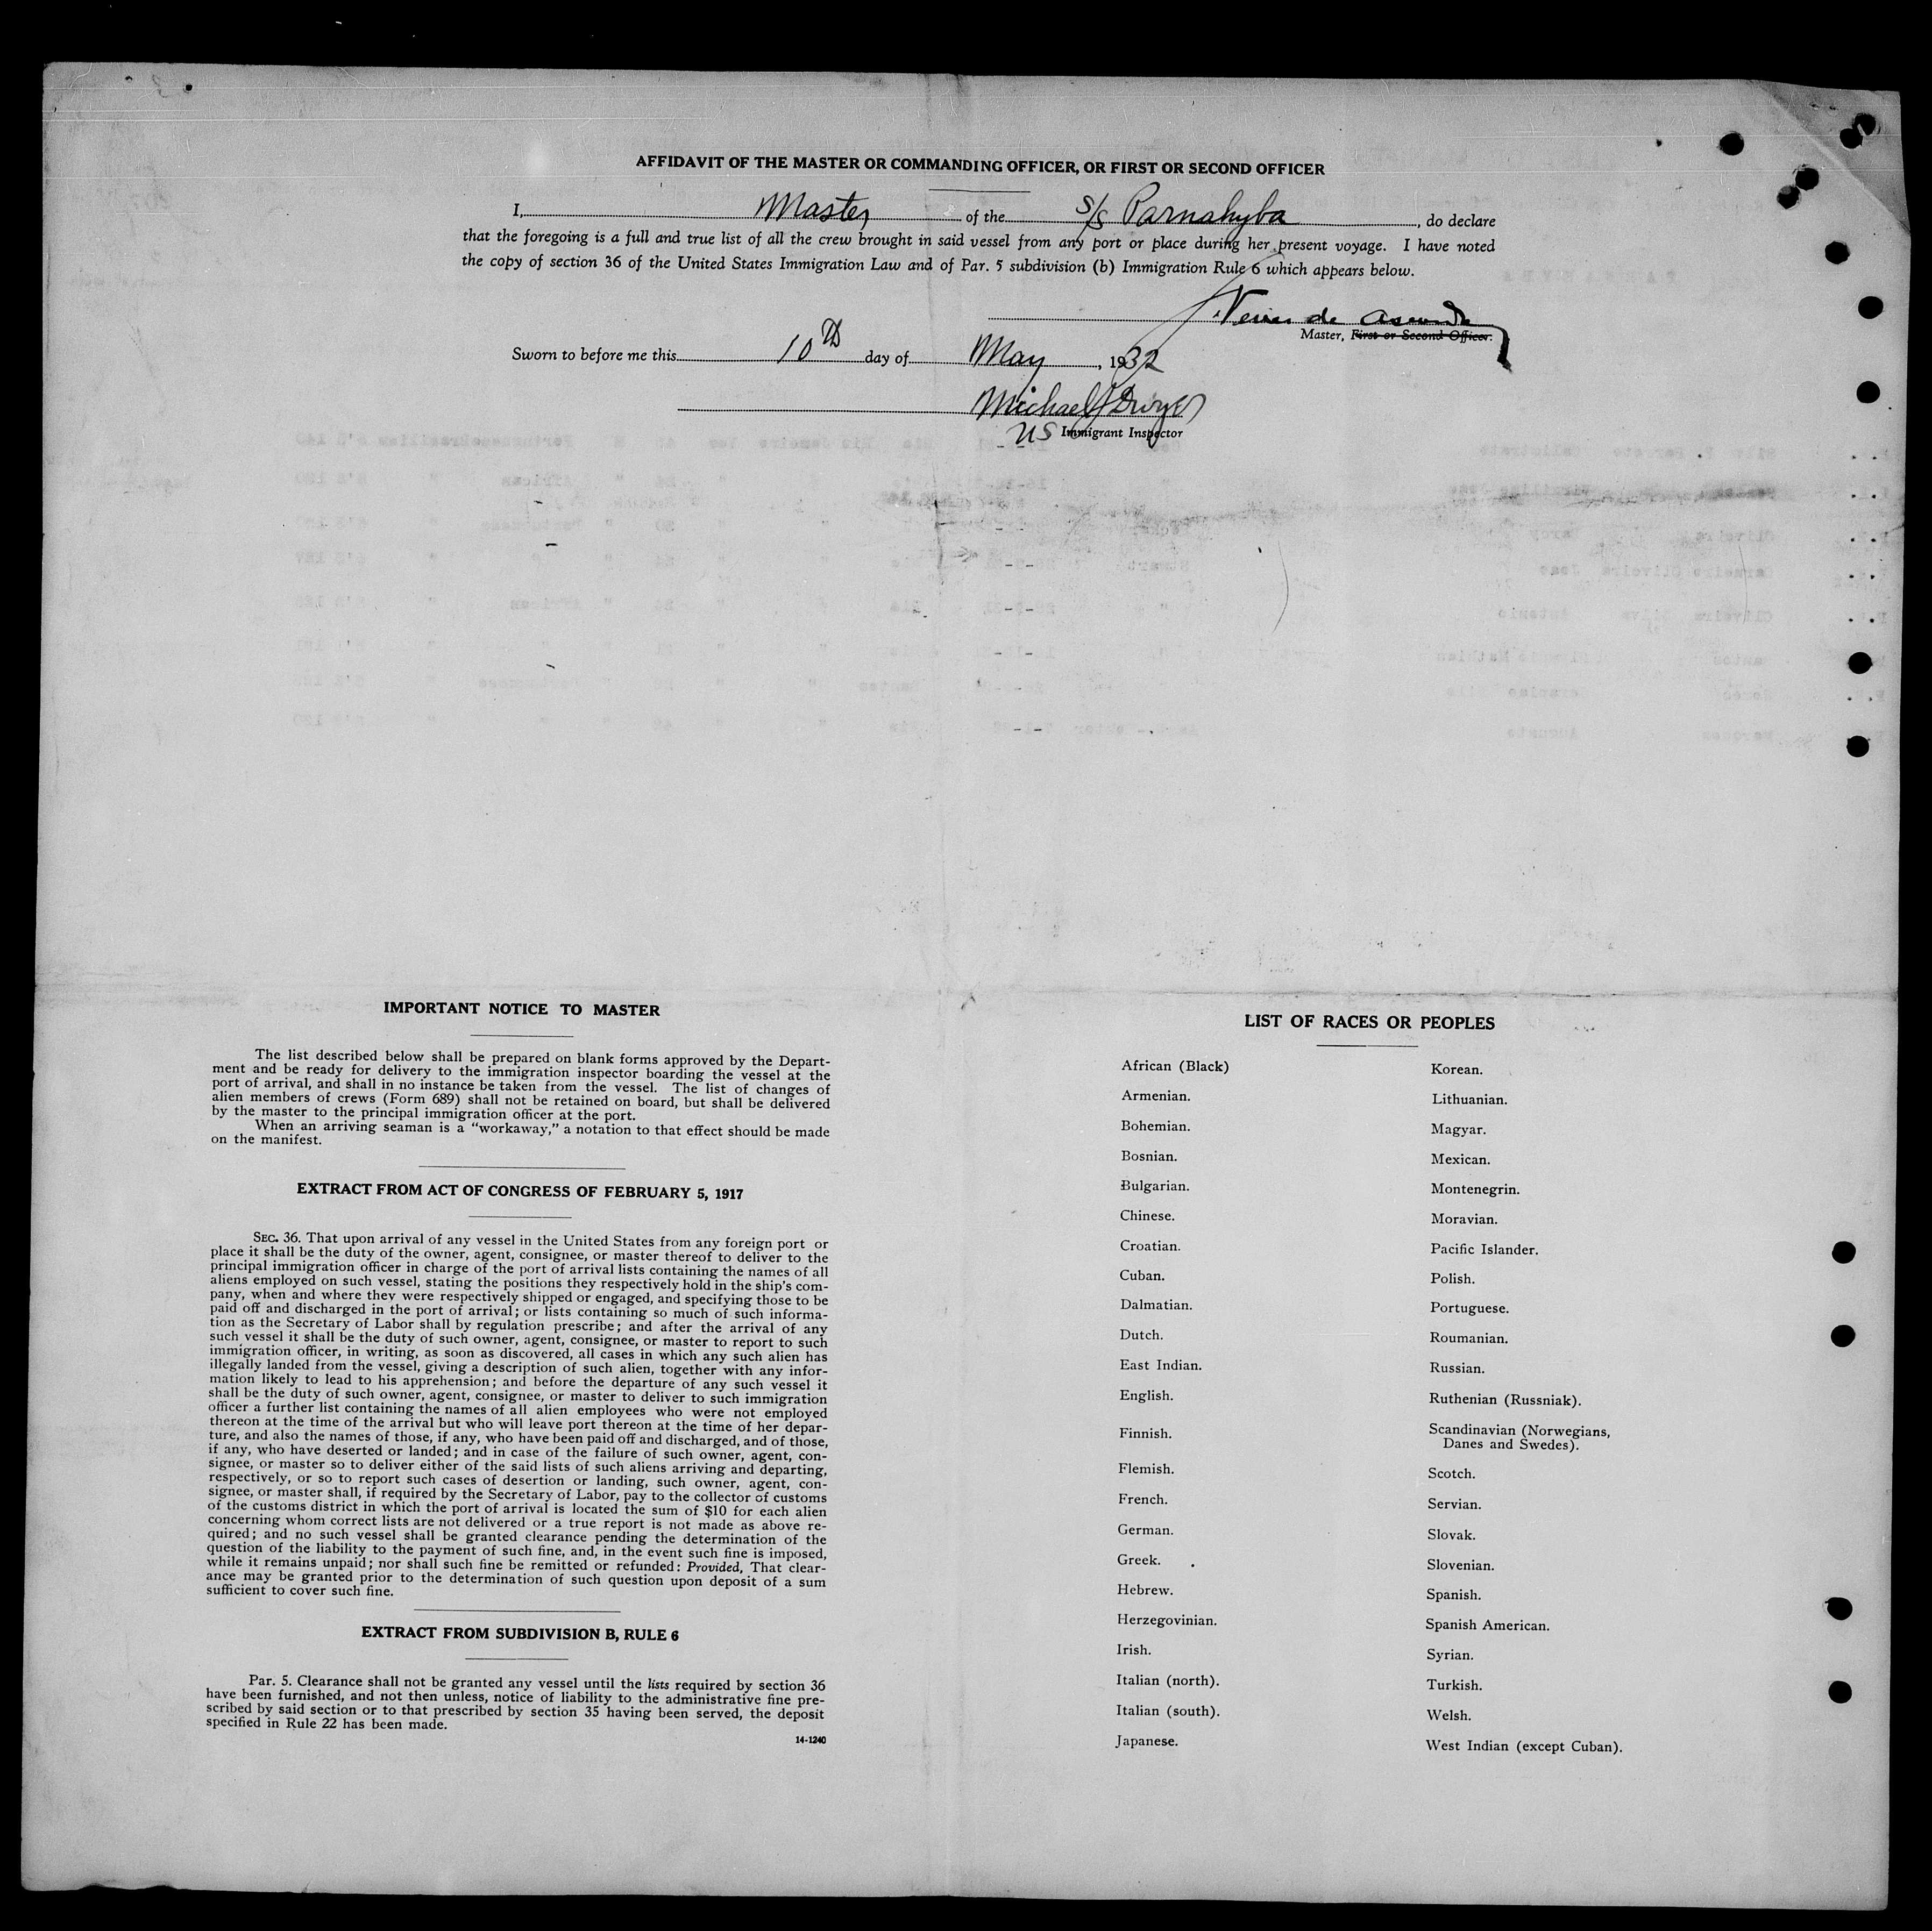 AFFIDAVIT OF THE MASTER OR COMMANDING OFFICER, OR FIRST OR SECOND OFFICER
I, Master of the S/S Parnahyba, do declare
that the foregoing is a full and true list of all the crew brought in said vessel from any port or place during her present voyage. I have noted
the copy of section 36 of the United States Immigration Law and of Par. 5 subdivision (b) Immigration Rule 6 which appears below.
de
Master, First or Second Officer.
Sworn to before me this 10th day of May, 1932
Michael J Dwyer
US Immigrant Inspector
IMPORTANT NOTICE TO MASTER
The list described below shall be prepared on blank forms approved by the Depart-
ment and be ready for delivery to the immigration inspector boarding the vessel at the
port of arrival, and shall in no instance be taken from the vessel. The list of changes of
alien members of crews (Form 689) shall not be retained on board, but shall be delivered
by the master to the principal immigration officer at the port.
When an arriving seaman is a "workaway," a notation to that effect should be made
on the manifest.
EXTRACT FROM ACT OF CONGRESS OF FEBRUARY 5, 1917
SEC. 36. That upon arrival of any vessel in the United States from any foreign port or
place it shall be the duty of the owner, agent, consignee, or master thereof to deliver to the
principal immigration officer in charge of the port of arrival lists containing the names of all
aliens employed on such vessel, stating the positions they respectively hold in the ship's com-
pany, when and where they were respectively shipped or engaged, and specifying those to be
paid off and discharged in the port of arrival; or lists containing so much of such informa-
tion as the Secretary of Labor shall by regulation prescribe; and after the arrival of any
such vessel it shall be the duty of such owner, agent, consignee, or master to report to such
immigration officer, in writing, as soon as discovered, all cases in which any such alien has
illegally landed from the vessel, giving a description of such alien, together with any infor-
mation likely to lead to his apprehension; and before the departure of any such vessel it
shall be the duty of such owner, agent, consignee, or master to deliver to such immigration
officer a further list containing the names of all alien employees who were not employed
thereon at the time of the arrival but who will leave port thereon at the time of her depar-
ture, and also the names of those, if any, who have been paid off and discharged, and of those,
if any, who have deserted or landed; and in case of the failure of such owner, agent, con-
signee, or master so to deliver either of the said lists of such aliens arriving and departing,
respectively, or so to report such cases of desertion or landing, such owner, agent, con-
signee, or master shall, if required by the Secretary of Labor, pay to the collector of customs
of the customs district in which the port of arrival is located the sum of $10 for each alien
concerning whom correct lists are not delivered or a true report is not made as above re-
quired; and no such vessel shall be granted clearance pending the determination of the
question of the liability to the payment of such fine, and, in the event such fine is imposed,
while it remains unpaid; nor shall such fine be remitted or refunded: Provided, That clear-
ance may be granted prior to the determination of such question upon deposit of a sum
sufficient to cover such fine.
EXTRACT FROM SUBDIVISION B, RULE 6
Par. 5. Clearance shall not be granted any vessel until the lists required by section 36
have been furnished, and not then unless, notice of liability to the administrative fine pre-
scribed by said section or to that prescribed by section 35 having been served, the deposit
specified in Rule 22 has been made.
14-1240
LIST OF RACES OR PEOPLES
African (Black)
Armenian.
Bohemian.
Bosnian.
Bulgarian.
Chinese.
Croatian.
Cuban.
Dalmatian.
Dutch.
East Indian.
English.
Finnish.
Flemish.
French.
German.
Greek.
Hebrew.
Herzegovinian.
Irish.
Italian (north).
Italian (south).
Japanese.
Korean.
Lithuanian.
Magyar.
Mexican.
Montenegrin.
Moravian.
Pacific Islander.
Polish.
Portuguese.
Roumanian.
Russian.
Ruthenian (Russniak).
Scandinavian (Norwegians,
Danes and Swedes).
Scotch.
Servian.
Slovak.
Slovenian.
Spanish.
Spanish American.
Syrian.
Turkish.
Welsh.
West Indian (except Cuban).